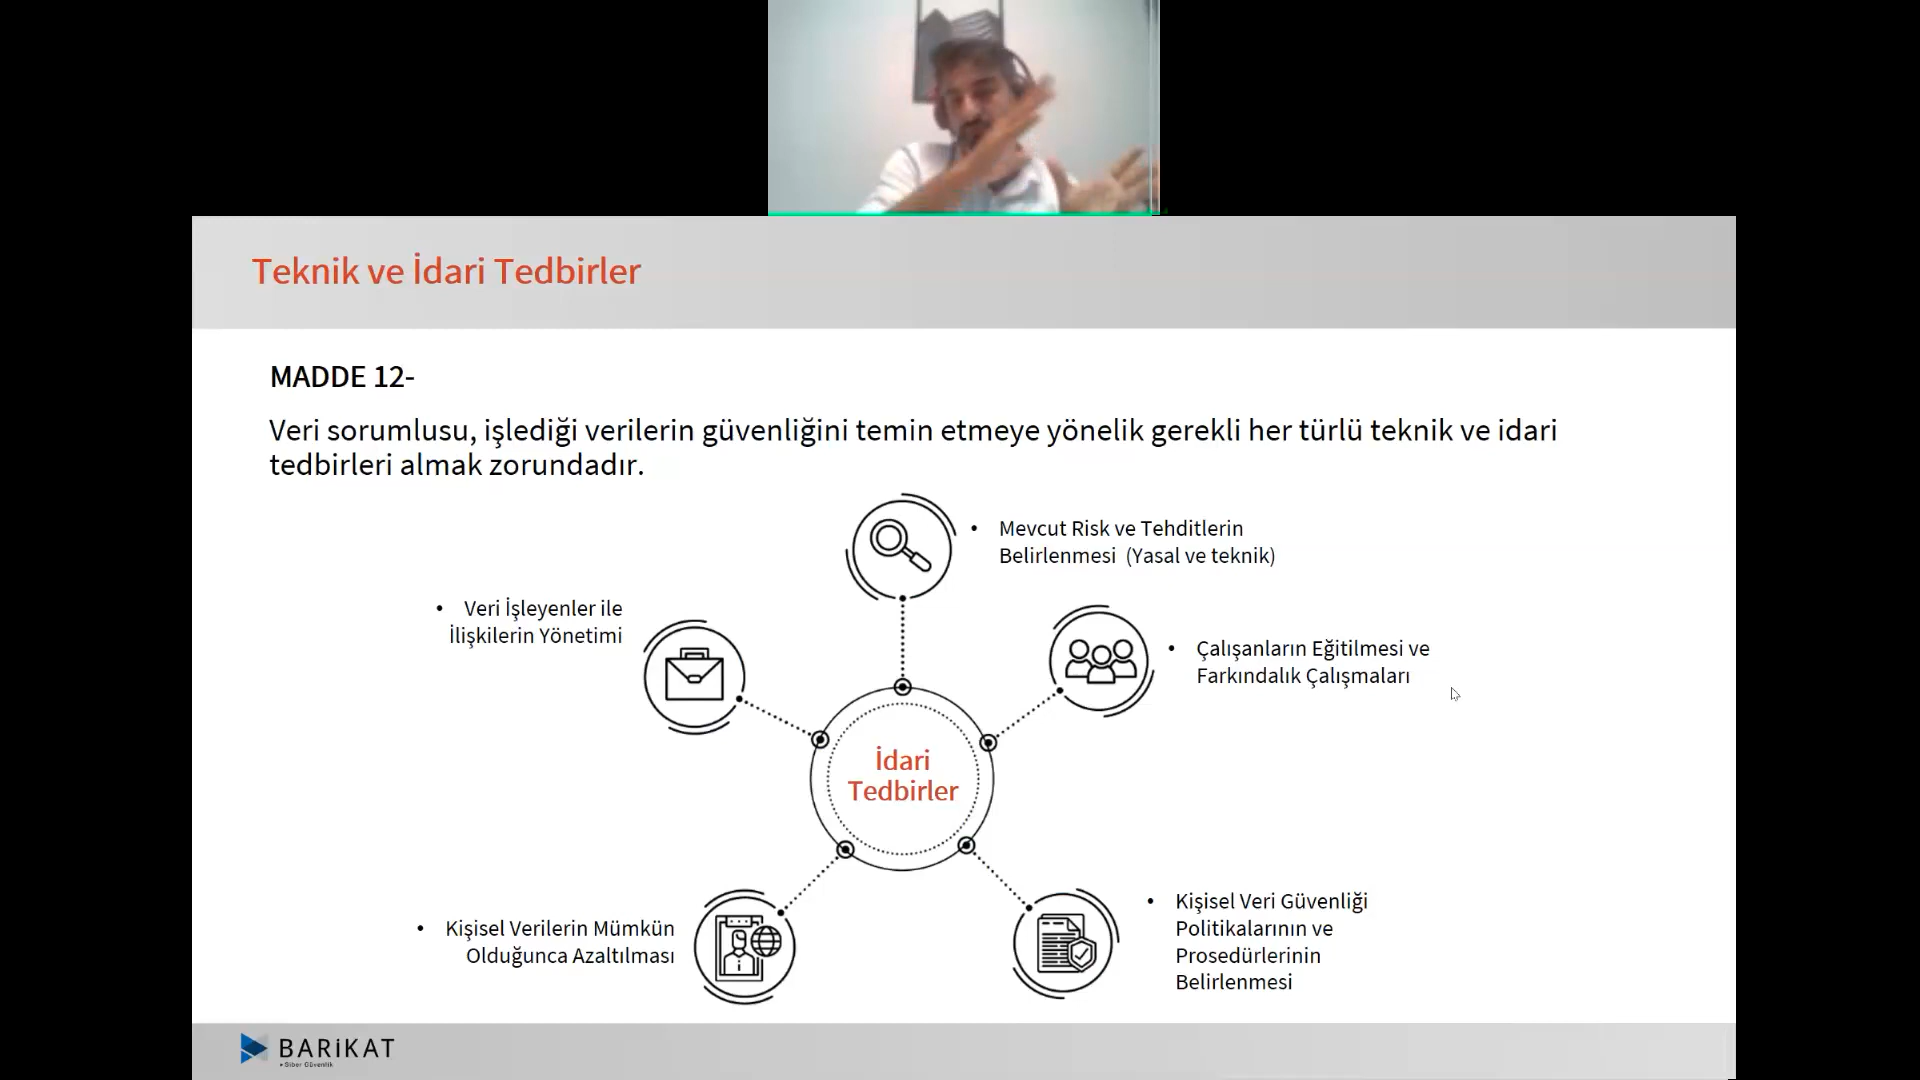 Teknik ve İdari Tedbirler
MADDE 12-
Veri sorumlusu, işlediği verilerin güvenliğini temin etmeye yönelik gerekli her türlü teknik ve idari
tedbirleri almak zorundadır.
• Mevcut Risk ve Tehditlerin
Belirlenmesi (Yasal ve teknik)
• Veri İşleyenler ile
İlişkilerin Yönetimi
• Çalışanların Eğitilmesi ve
Farkındalık Çalışmaları
İdari
Tedbirler
• Kişisel Verilerin Mümkün
Olduğunca Azaltılması
• Kişisel Veri Güvenliği
Politikalarının ve
Prosedürlerinin
Belirlenmesi
BARiKAT
Siber Güvenlik